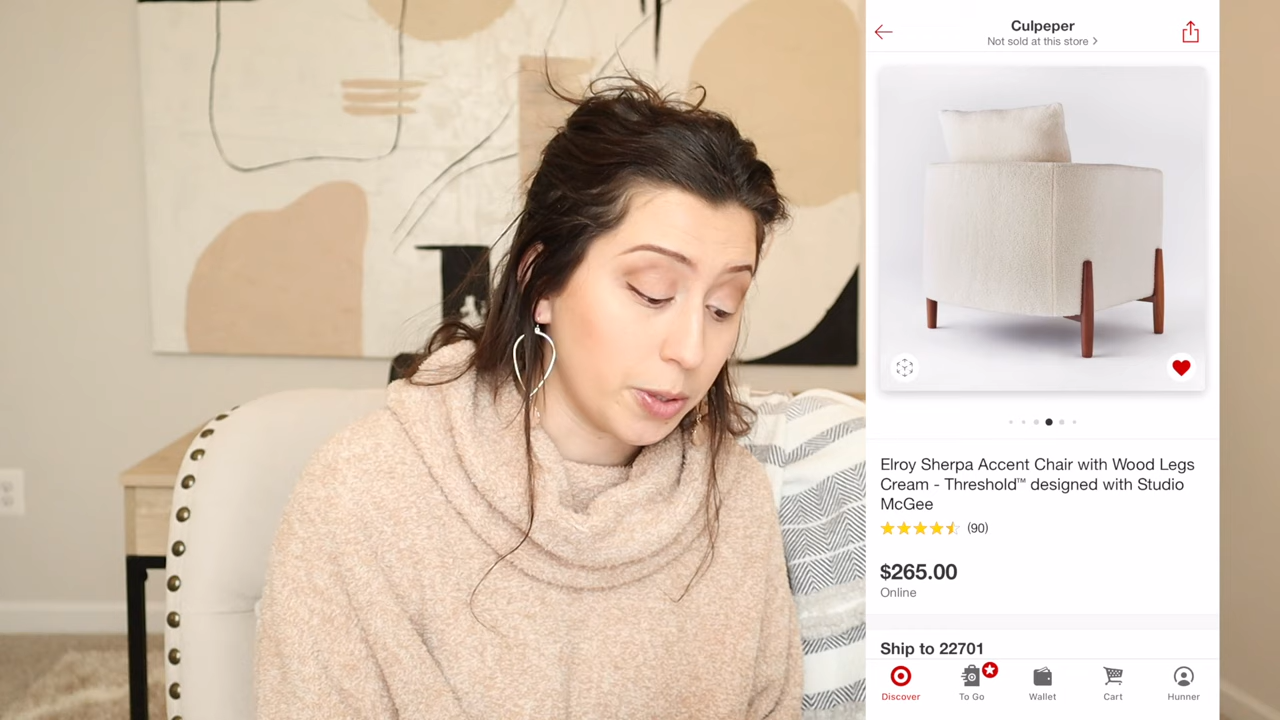 Culpeper
Not sold at this store >
Elroy Sherpa Accent Chair with Wood Legs
Cream - Threshold™ designed with Studio
McGee
(90)
$265.00
Online
Ship to 22701
Discover
To Go
Wallet
Cart
Hunner